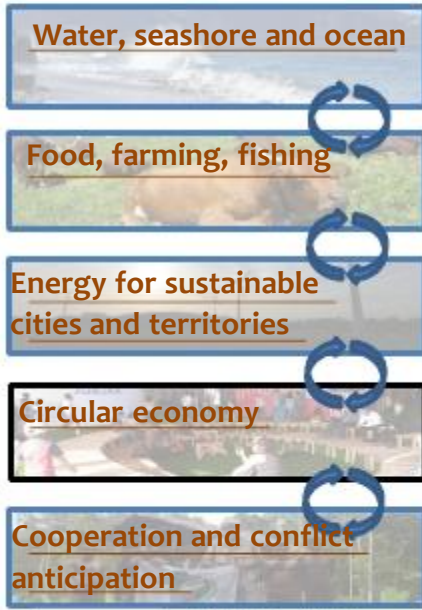 Water, seashore and ocean
Food, farming, fishing
Energy for sustainable
cities and territories
Circular economy
Cooperation and conflict
anticipation